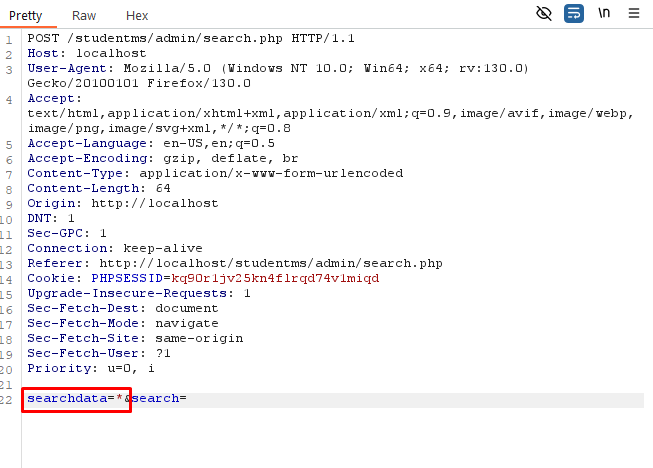 Pretty Raw Hex \n
1 POST /studentms/admin/search.php HTTP/1.1
2 Host: localhost
3 User-Agent: Mozilla/5.0 (Windows NT 10.0; Win64; x64; rv:130.0)
Gecko/20100101 Firefox/130.0
4 Accept:
text/html,application/xhtml+xml,application/xml;q=0.9,image/avif,image/webp,
image/png,image/svg+xml,*/*;q=0.8
5 Accept-Language: en-US,en;q=0.5
6 Accept-Encoding: gzip, deflate, br
7 Content-Type: application/x-www-form-urlencoded
8 Content-Length: 64
9 Origin: http://localhost
10 DNT: 1
11 Sec-GPC: 1
12 Connection: keep-alive
13 Referer: http://localhost/studentms/admin/search.php
14 Cookie: PHPSESSID=kq90r1jv25kn4flrqd74v1miqd
15 Upgrade-Insecure-Requests: 1
16 Sec-Fetch-Dest: document
17 Sec-Fetch-Mode: navigate
18 Sec-Fetch-Site: same-origin
19 Sec-Fetch-User: ?1
20 Priority: u=0, i
21
22 searchdata=*&search=